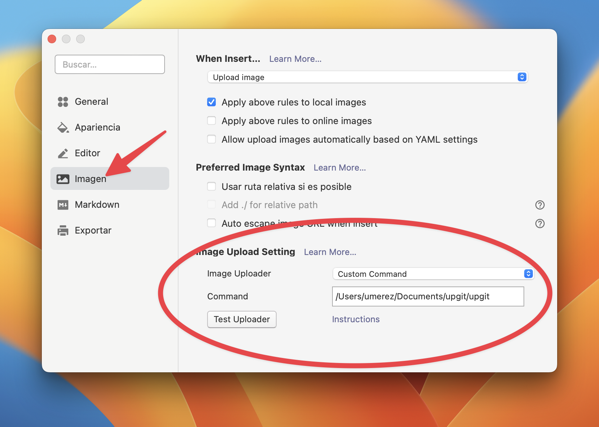 Buscar...
General
Apariencia
Editor
Imagen
Markdown
Exportar
When Insert... Learn More...
Upload image
Apply above rules to local images
Apply above rules to online images
Allow upload images automatically based on YAML settings
Preferred Image Syntax Learn More...
Usar ruta relativa si es posible
Add ./ for relative path ?
Auto escape image URL when insert ?
Image Upload Setting Learn More...
Image Uploader Custom Command
Command /Users/umerez/Documents/upgit/upgit
Test Uploader Instructions